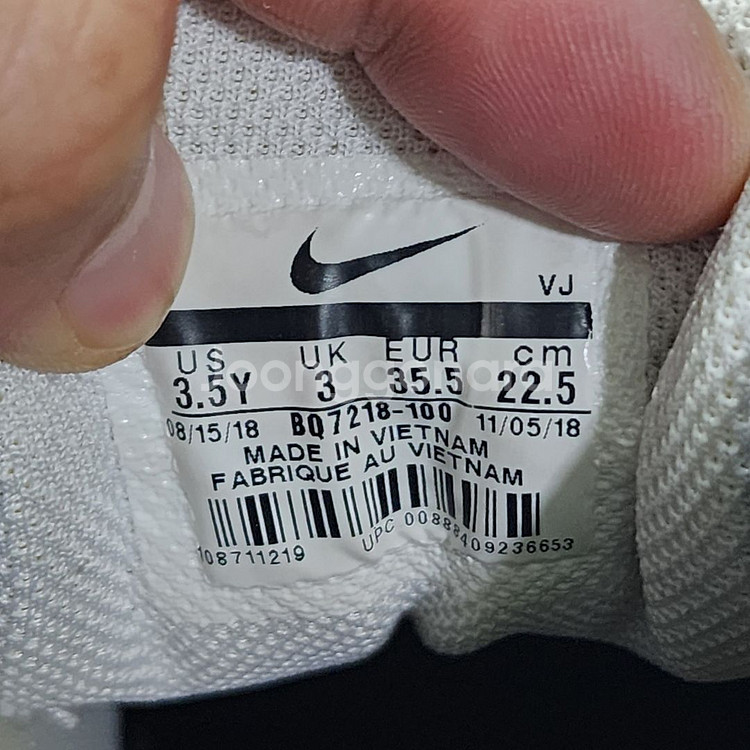 VJ
US UK EUR cm
3.5Y 3 35.5 22.5
08/15/18 BQ7218-100 11/05/18
MADE IN VIETNAM
FABRIQUE AU VIETNAM
108711219 UPC 00888409236653